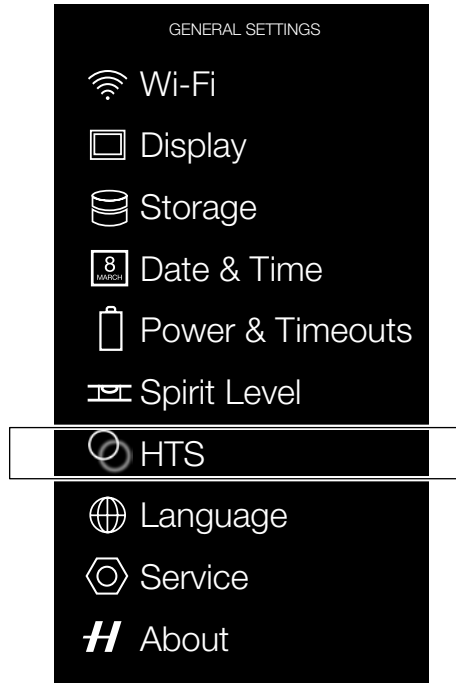 GENERAL SETTINGS
Wi-Fi
Display
Storage
8
MARCH
Date & Time
Power & Timeouts
Spirit Level
HTS
Language
Service
H About